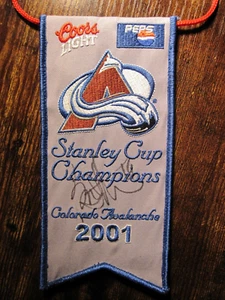 Coors
LIGHT
PEPSI
Stanley Cup
Champions
Colorado Avalanche
2001